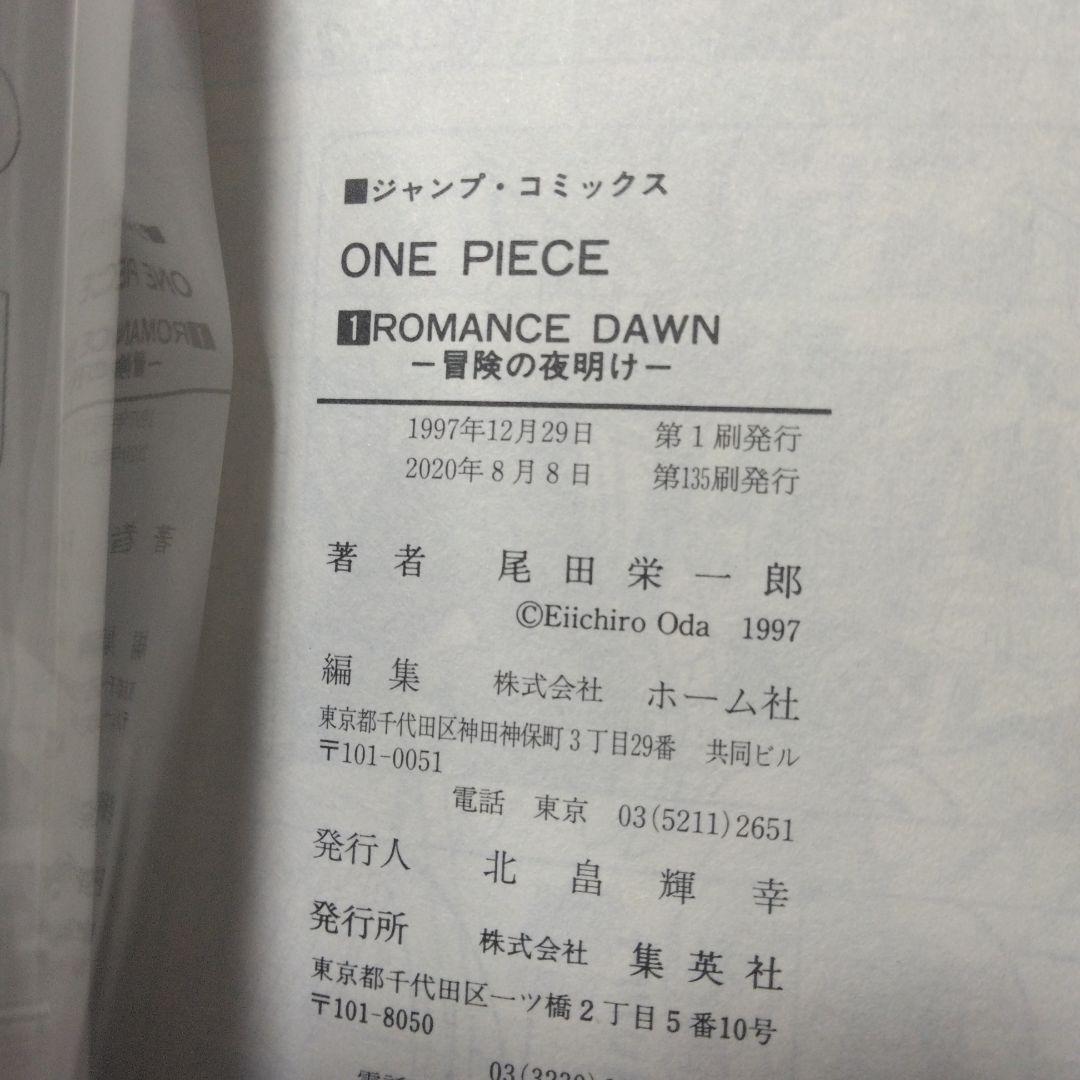 ■ジャンプ・コミックス
ONE PIECE
1 ROMANCE DAWN
－冒険の夜明け－
1997年12月29日 第1刷発行
2020年8月8日 第135刷発行
著者 尾田栄一郎
©Eiichiro Oda 1997
編集 株式会社 ホーム社
東京都千代田区神田神保町3丁目29番 共同ビル
〒101-0051
電話 東京 03(5211)2651
発行人 北畠輝幸
発行所 株式会社 集英社
東京都千代田区一ツ橋2丁目5番10号
〒101-8050
03(3230)